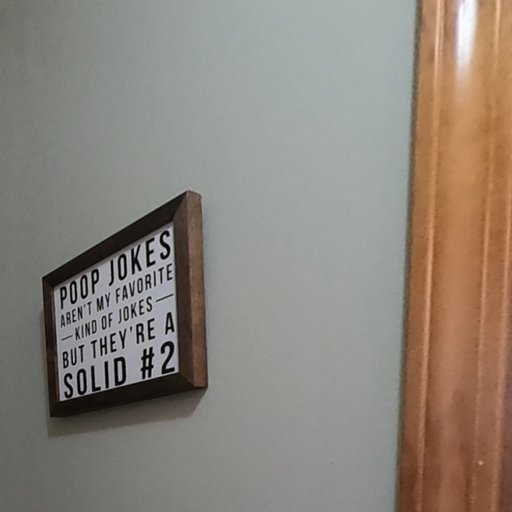 POOP JOKES
AREN'T MY FAVORITE
—KIND OF JOKES—
BUT THEY'RE A
SOLID #2